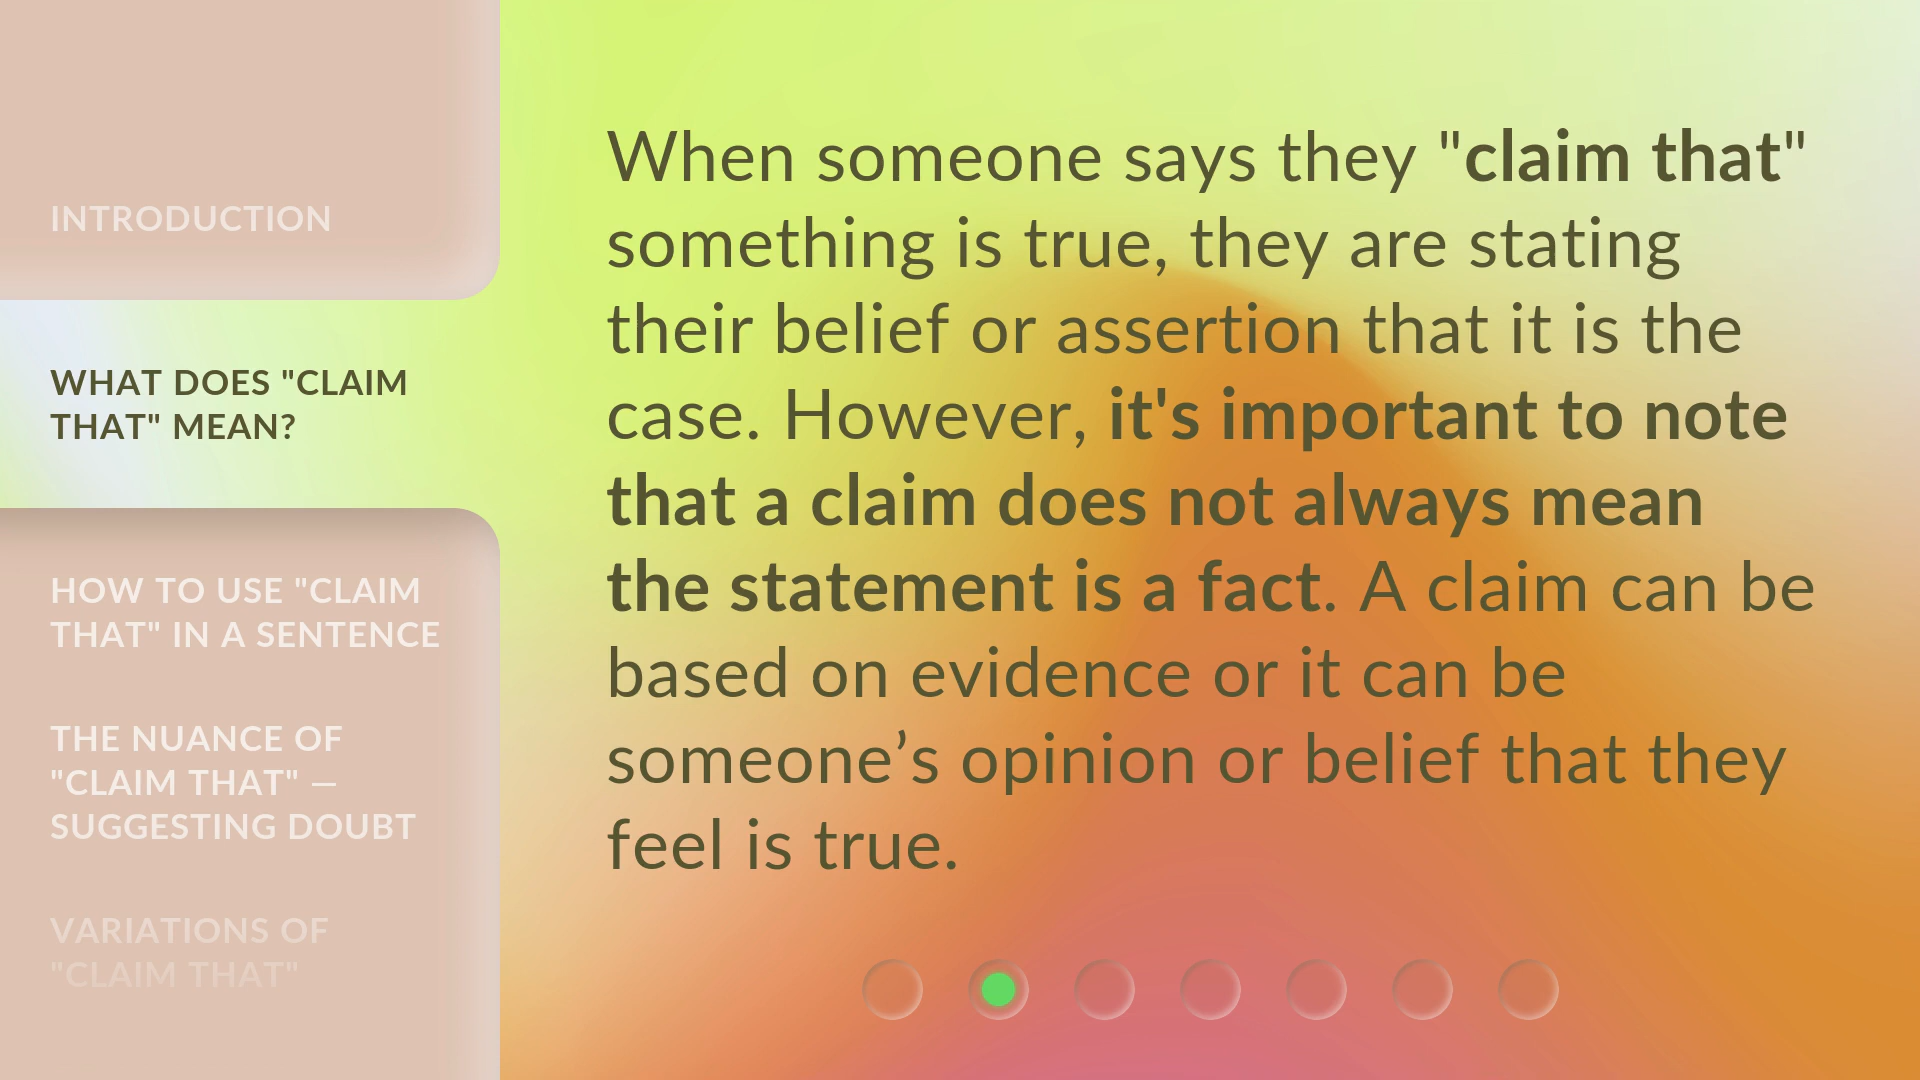 INTRODUCTION
WHAT DOES "CLAIM
THAT" MEAN?
HOW TO USE "CLAIM
THAT" IN A SENTENCE
THE NUANCE OF
"CLAIM THAT" —
SUGGESTING DOUBT
VARIATIONS OF
"CLAIM THAT"
When someone says they "claim that"
something is true, they are stating
their belief or assertion that it is the
case. However, it's important to note
that a claim does not always mean
the statement is a fact. A claim can be
based on evidence or it can be
someone’s opinion or belief that they
feel is true.